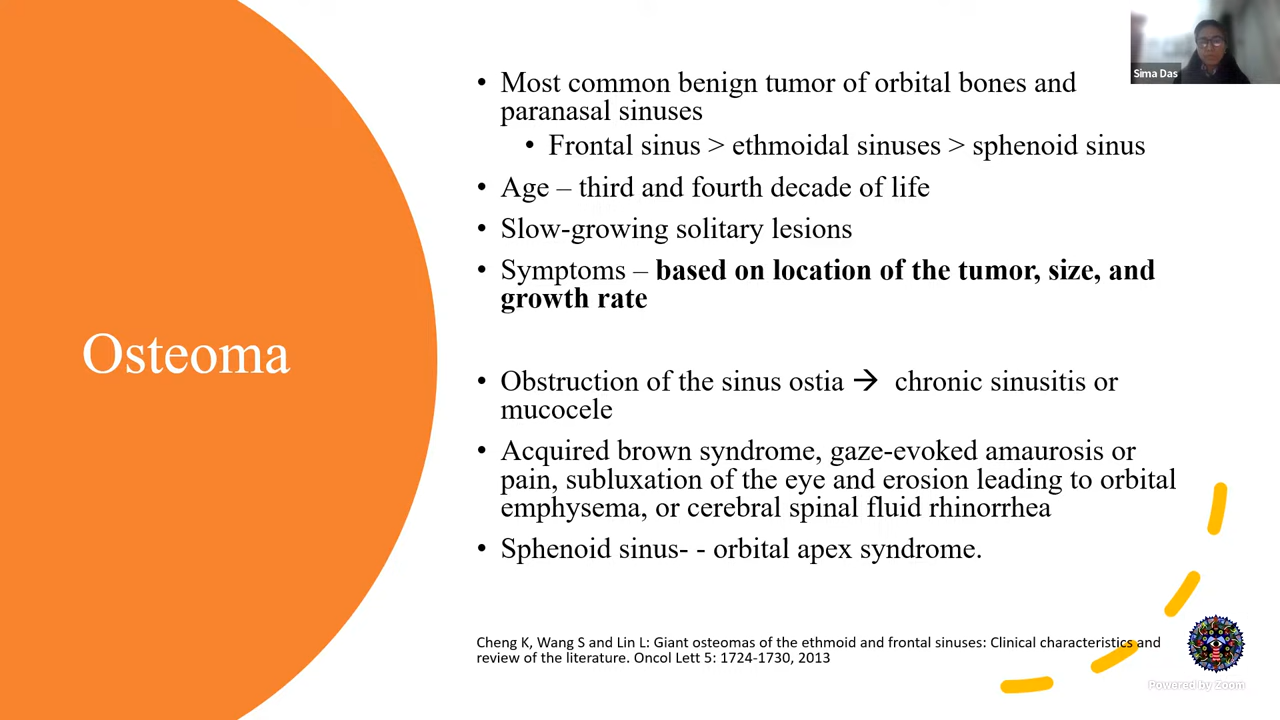 Sima Das
Osteoma
• Most common benign tumor of orbital bones and
paranasal sinuses
• Frontal sinus > ethmoidal sinuses > sphenoid sinus
• Age – third and fourth decade of life
• Slow-growing solitary lesions
• Symptoms – based on location of the tumor, size, and
growth rate
• Obstruction of the sinus ostia → chronic sinusitis or
mucocele
• Acquired brown syndrome, gaze-evoked amaurosis or
pain, subluxation of the eye and erosion leading to orbital
emphysema, or cerebral spinal fluid rhinorrhea
• Sphenoid sinus- - orbital apex syndrome.
Cheng K, Wang S and Lin L: Giant osteomas of the ethmoid and frontal sinuses: Clinical characteristics and
review of the literature. Oncol Lett 5: 1724-1730, 2013
Powered by Zoom